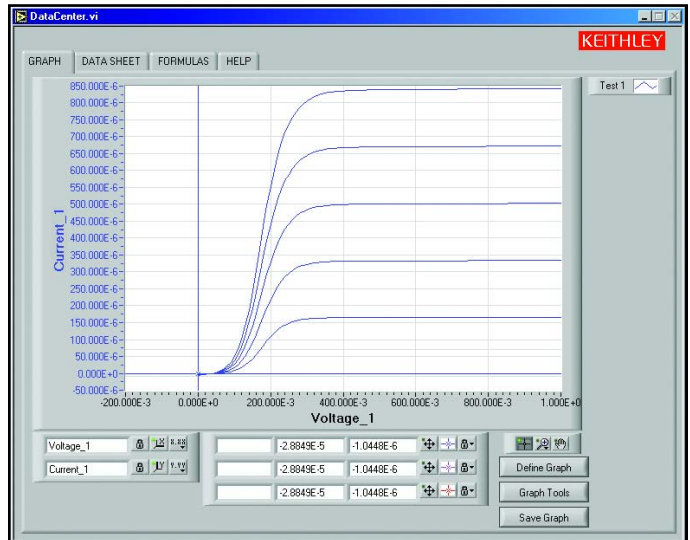 DataCenter.vi
KEITHLEY
GRAPH DATA SHEET FORMULAS HELP
Test 1
850.000E-6
800.000E-6
750.000E-6
700.000E-6
650.000E-6
600.000E-6
550.000E-6
500.000E-6
450.000E-6
400.000E-6
350.000E-6
300.000E-6
250.000E-6
200.000E-6
150.000E-6
100.000E-6
50.000E-6
0.000E+0
-50.000E-6
Current_1
-200.000E-3 0.000E+0 200.000E-3 400.000E-3 600.000E-3 800.000E-3 1.000E+0
Voltage_1
Voltage_1 X.XX
Current_1 Y.YY
-2.8849E-5 -1.0448E-6
-2.8849E-5 -1.0448E-6
-2.8849E-5 -1.0448E-6
Define Graph
Graph Tools
Save Graph